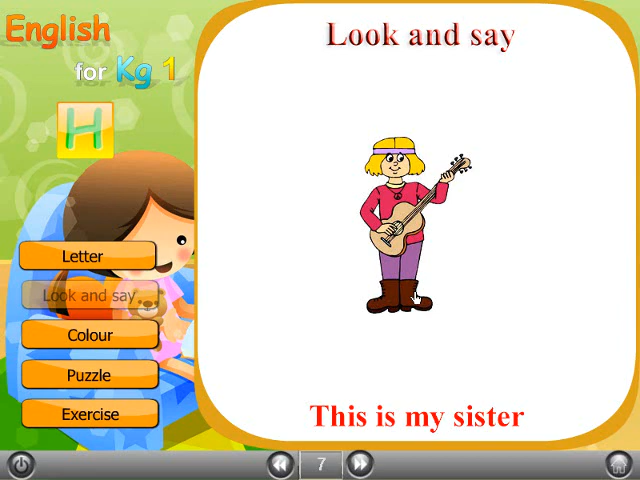 English
for Kg 1
H
Letter
Look and say
Colour
Puzzle
Exercise
Look and say
This is my sister
7